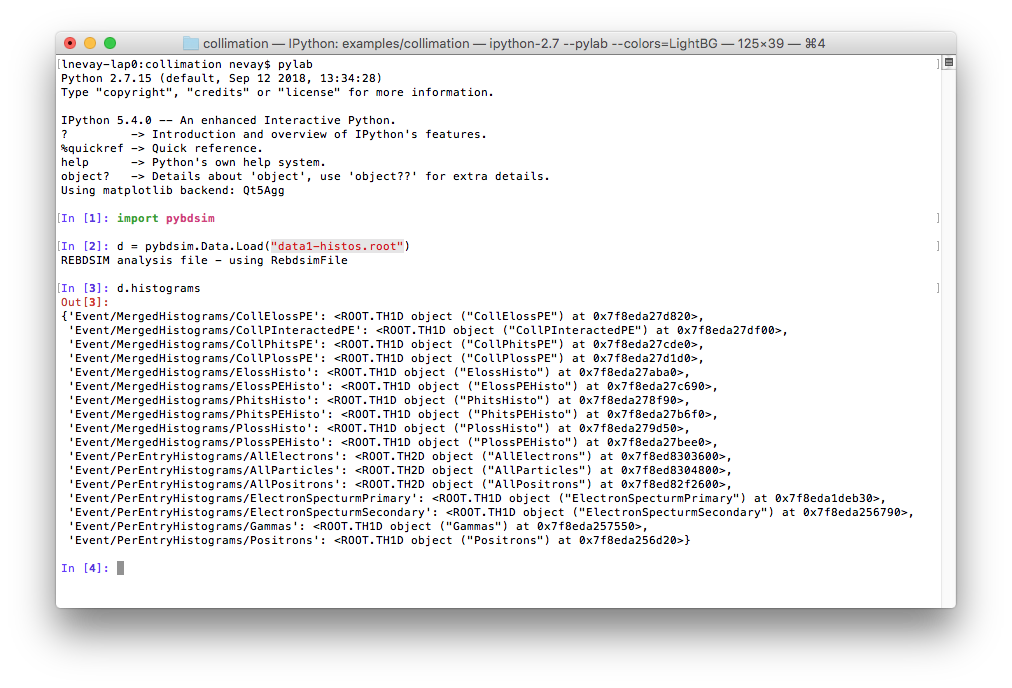 collimation — IPython: examples/collimation — ipython-2.7 --pylab --colors=LightBG — 125×39 — ⌘4
[lnevay-lap0:collimation nevay$ pylab ]
Python 2.7.15 (default, Sep 12 2018, 13:34:28)
Type "copyright", "credits" or "license" for more information.
IPython 5.4.0 -- An enhanced Interactive Python.
?         -> Introduction and overview of IPython's features.
%quickref -> Quick reference.
help      -> Python's own help system.
object?   -> Details about 'object', use 'object??' for extra details.
Using matplotlib backend: Qt5Agg
[In [1]: import pybdsim ]
[In [2]: d = pybdsim.Data.Load("data1-histos.root") ]
REBDSIM analysis file - using RebdsimFile
[In [3]: d.histograms ]
Out[3]:
{'Event/MergedHistograms/CollElossPE': <ROOT.TH1D object ("CollElossPE") at 0x7f8eda27d820>,
 'Event/MergedHistograms/CollPInteractedPE': <ROOT.TH1D object ("CollPInteractedPE") at 0x7f8eda27df00>,
 'Event/MergedHistograms/CollPhitsPE': <ROOT.TH1D object ("CollPhitsPE") at 0x7f8eda27cde0>,
 'Event/MergedHistograms/CollPlossPE': <ROOT.TH1D object ("CollPlossPE") at 0x7f8eda27d1d0>,
 'Event/MergedHistograms/ElossHisto': <ROOT.TH1D object ("ElossHisto") at 0x7f8eda27aba0>,
 'Event/MergedHistograms/ElossPEHisto': <ROOT.TH1D object ("ElossPEHisto") at 0x7f8eda27c690>,
 'Event/MergedHistograms/PhitsHisto': <ROOT.TH1D object ("PhitsHisto") at 0x7f8eda278f90>,
 'Event/MergedHistograms/PhitsPEHisto': <ROOT.TH1D object ("PhitsPEHisto") at 0x7f8eda27b6f0>,
 'Event/MergedHistograms/PlossHisto': <ROOT.TH1D object ("PlossHisto") at 0x7f8eda279d50>,
 'Event/MergedHistograms/PlossPEHisto': <ROOT.TH1D object ("PlossPEHisto") at 0x7f8eda27bee0>,
 'Event/PerEntryHistograms/AllElectrons': <ROOT.TH2D object ("AllElectrons") at 0x7f8ed8303600>,
 'Event/PerEntryHistograms/AllParticles': <ROOT.TH2D object ("AllParticles") at 0x7f8ed8304800>,
 'Event/PerEntryHistograms/AllPositrons': <ROOT.TH2D object ("AllPositrons") at 0x7f8ed82f2600>,
 'Event/PerEntryHistograms/ElectronSpecturmPrimary': <ROOT.TH1D object ("ElectronSpecturmPrimary") at 0x7f8eda1deb30>,
 'Event/PerEntryHistograms/ElectronSpecturmSecondary': <ROOT.TH1D object ("ElectronSpecturmSecondary") at 0x7f8eda256790>,
 'Event/PerEntryHistograms/Gammas': <ROOT.TH1D object ("Gammas") at 0x7f8eda257550>,
 'Event/PerEntryHistograms/Positrons': <ROOT.TH1D object ("Positrons") at 0x7f8eda256d20>}
In [4]: